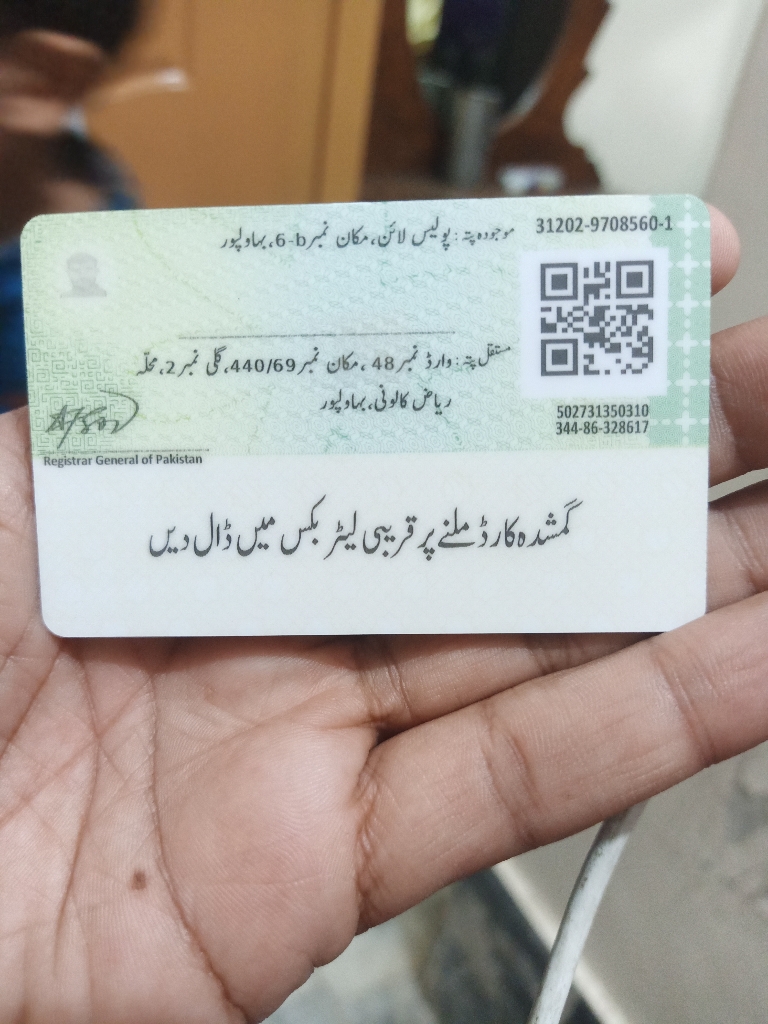 31202-9708560-1
موجودہ پتہ: پولیس لائن، مکان نمبر 6-b، بہاولپور
مستقل پتہ: وارڈ نمبر 48، مکان نمبر 440/69، گلی نمبر 2، محلّہ
ریاض کالونی، بہاولپور
502731350310
344-86-328617
Registrar General of Pakistan
گمشدہ کارڈ ملنے پر قریبی لیٹر بکس میں ڈال دیں